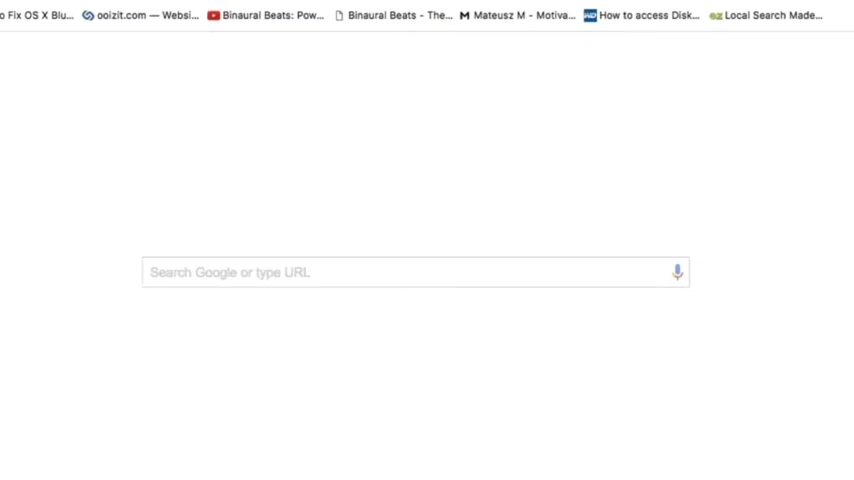 o Fix OS X Blu... ooizit.com — Websi... Binaural Beats: Pow... Binaural Beats - The... Mateusz M - Motiva... How to access Disk... Local Search Made...
Search Google or type URL